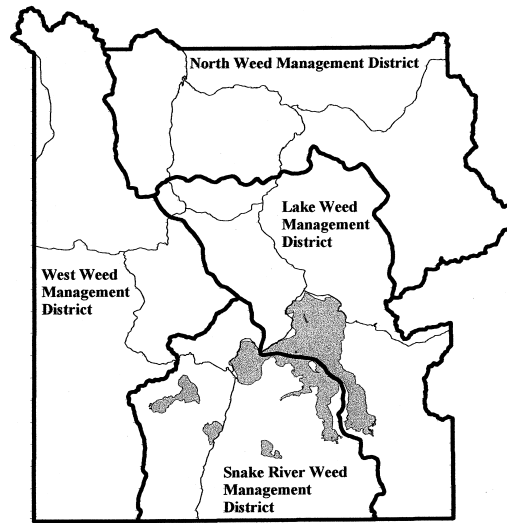 North Weed Management District
Lake Weed
Management
District
West Weed
Management
District
Snake River Weed
Management
District